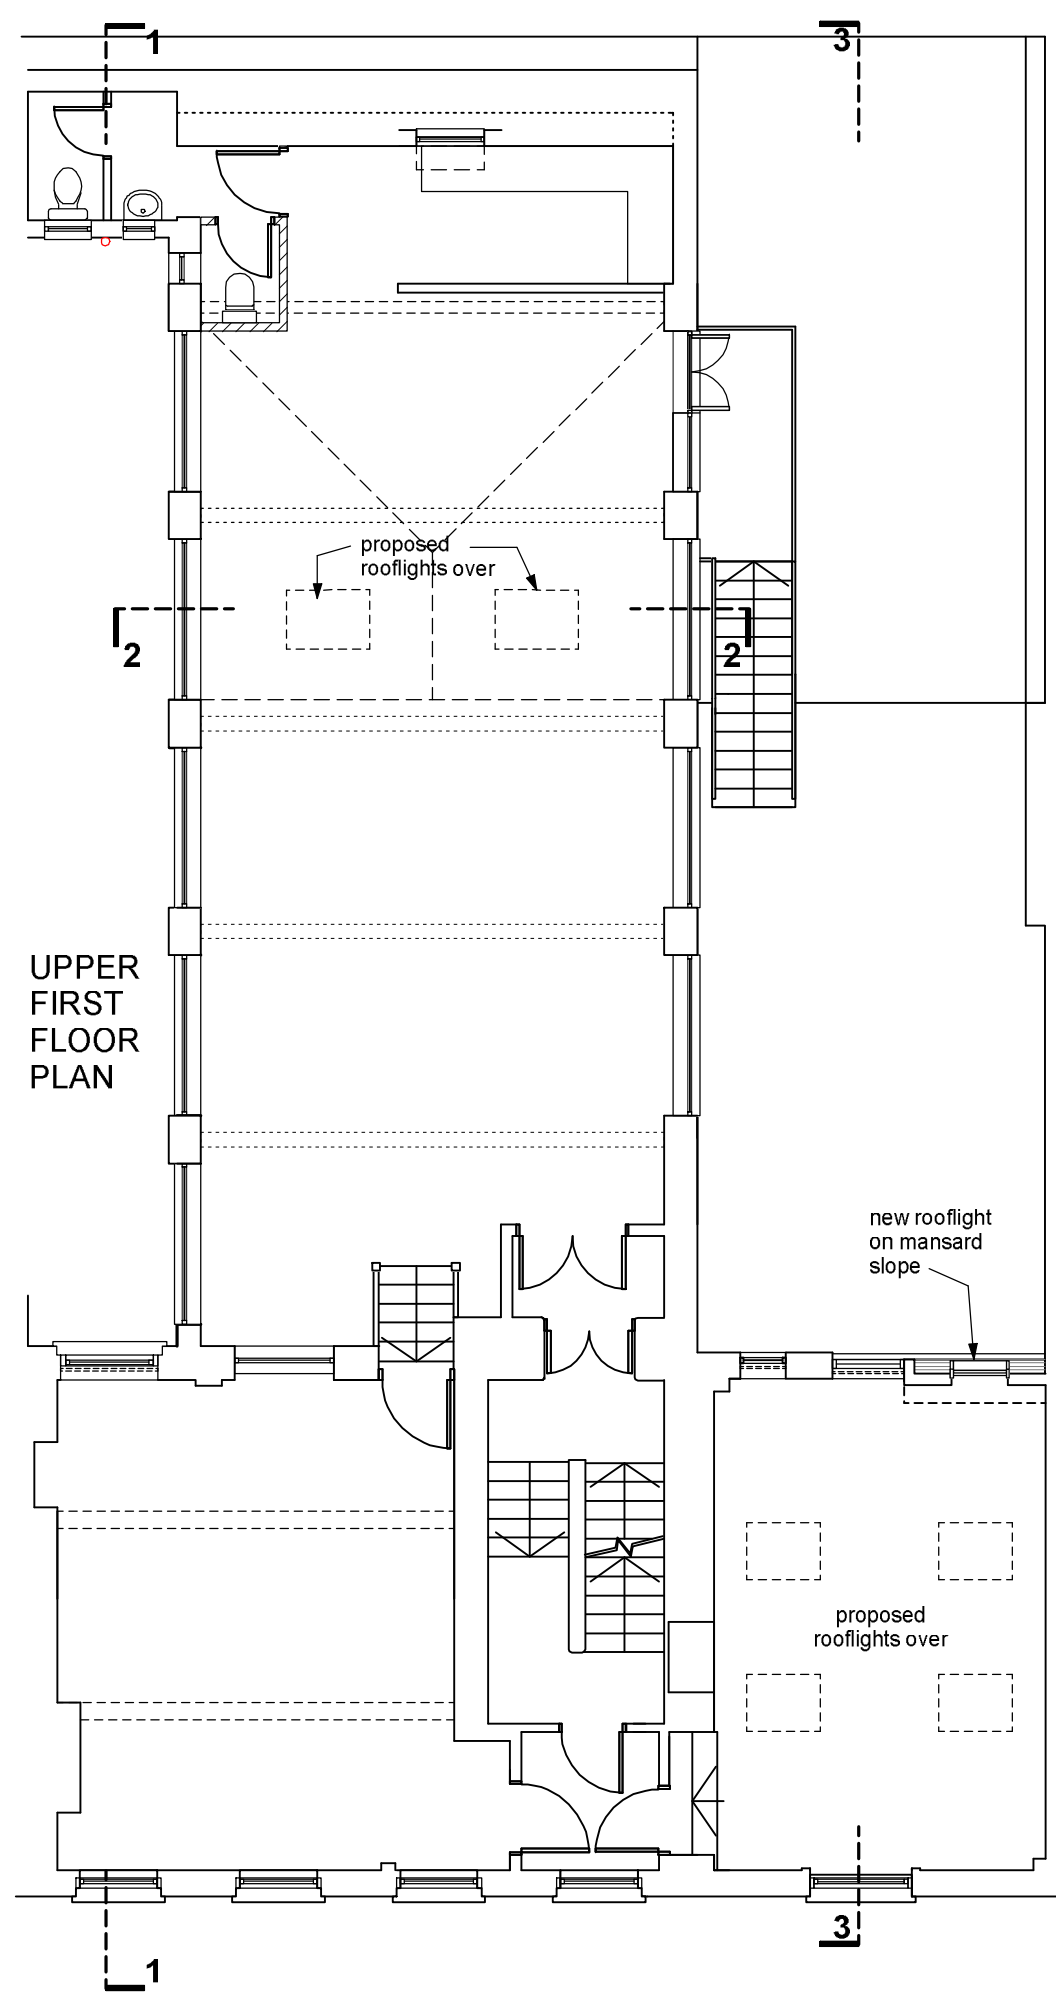 1
3
proposed
rooflights over
2
2
UPPER
FIRST
FLOOR
PLAN
new rooflight
on mansard
slope
proposed
rooflights over
3
1